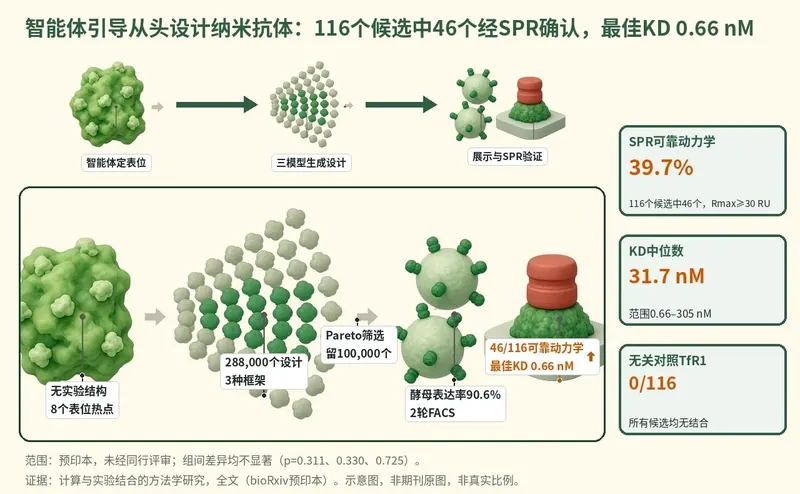 智能体引导从头设计纳米抗体：116个候选中46个经SPR确认，最佳KD 0.66 nM
智能体定表位
三模型生成设计
展示与SPR验证
无实验结构
8个表位热点
288,000个设计
3种框架
Pareto筛选
留100,000个
酵母表达率90.6%
2轮FACS
46/116可靠动力学
最佳KD 0.66 nM
SPR可靠动力学
39.7%
116个候选中46个，Rmax≥30 RU
KD中位数
31.7 nM
范围0.66–305 nM
无关对照TfR1
0/116
所有候选均无结合
范围：预印本，未经同行评审；组间差异均不显著（p=0.311、0.330、0.725）。
证据：计算与实验结合的方法学研究，全文（bioRxiv预印本）。示意图，非期刊原图，非真实比例。